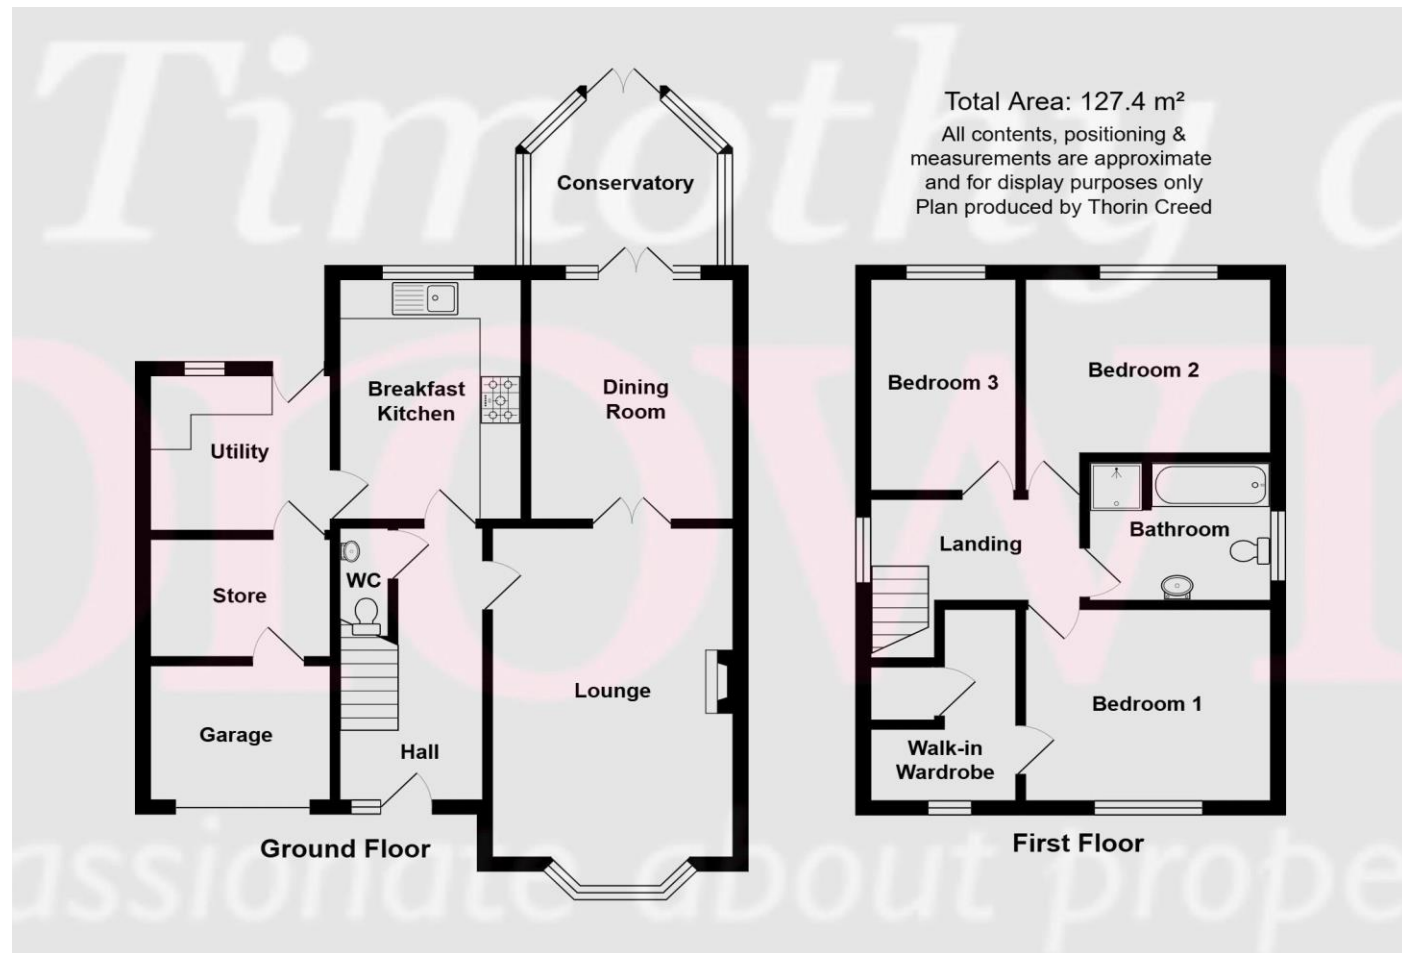 Timothy a
brown
passionate about prope
Total Area: 127.4 m²
All contents, positioning &
measurements are approximate
and for display purposes only
Plan produced by Thorin Creed
Conservatory
Breakfast
Kitchen
Dining
Room
Utility
Store
WC
Garage
Hall
Lounge
Ground Floor
Bedroom 3
Bedroom 2
Landing
Bathroom
Bedroom 1
Walk-in
Wardrobe
First Floor